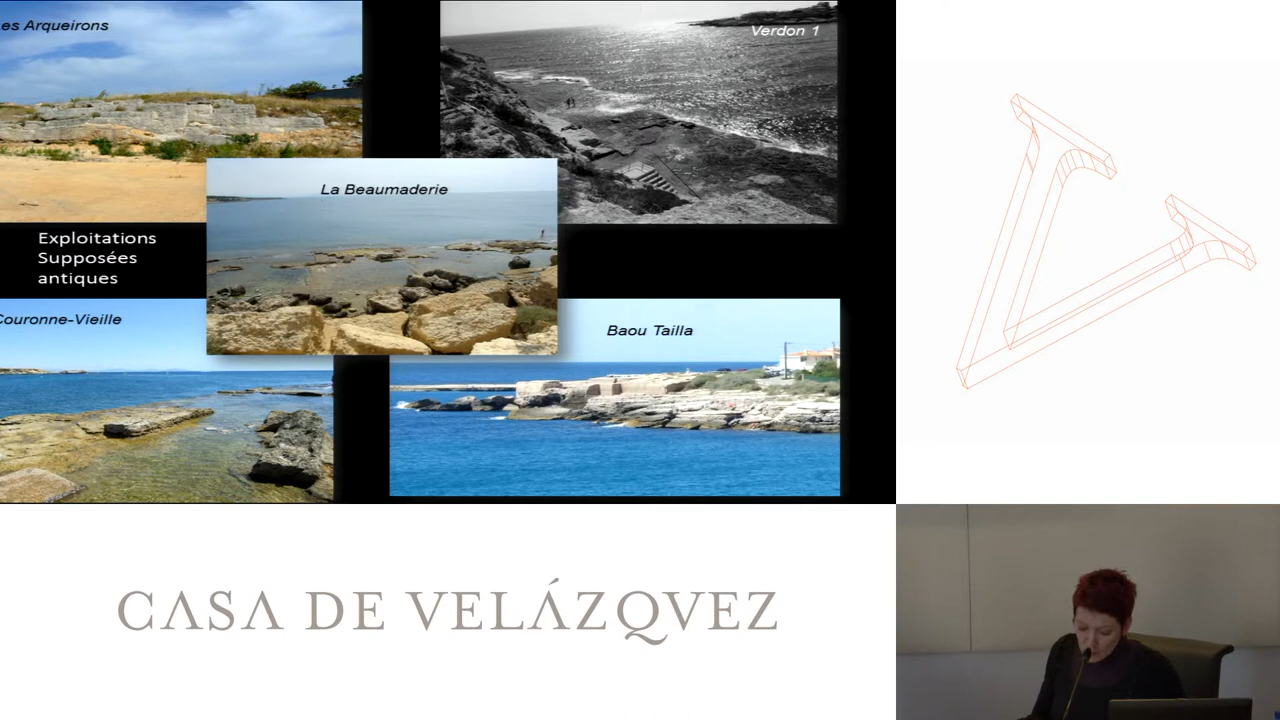 es Arqueirons
Verdon 1
La Beaumaderie
Exploitations
Supposées
antiques
Couronne-Vieille
Baou Tailla
CASA DE VELÁZQVEZ